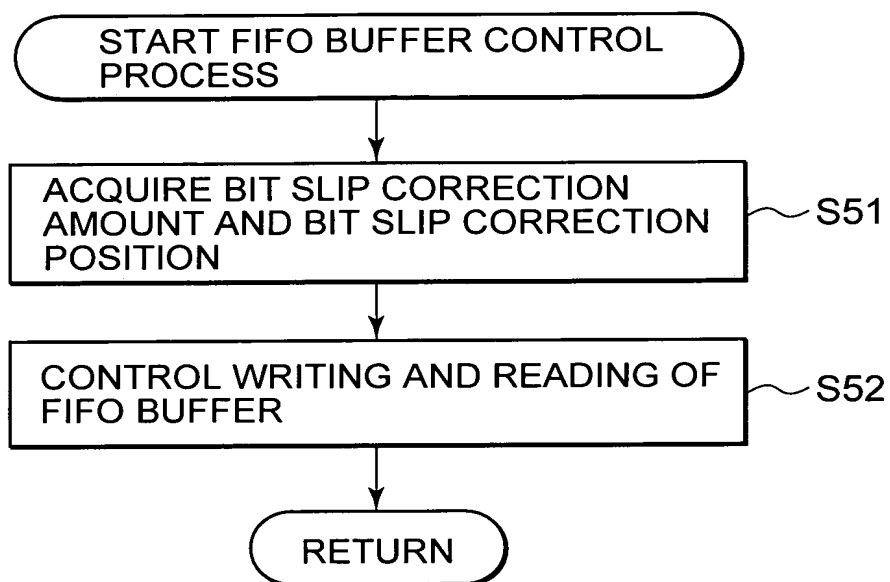 START FIFO BUFFER CONTROL
PROCESS
ACQUIRE BIT SLIP CORRECTION
AMOUNT AND BIT SLIP CORRECTION
POSITION
S51
CONTROL WRITING AND READING OF
FIFO BUFFER
S52
RETURN